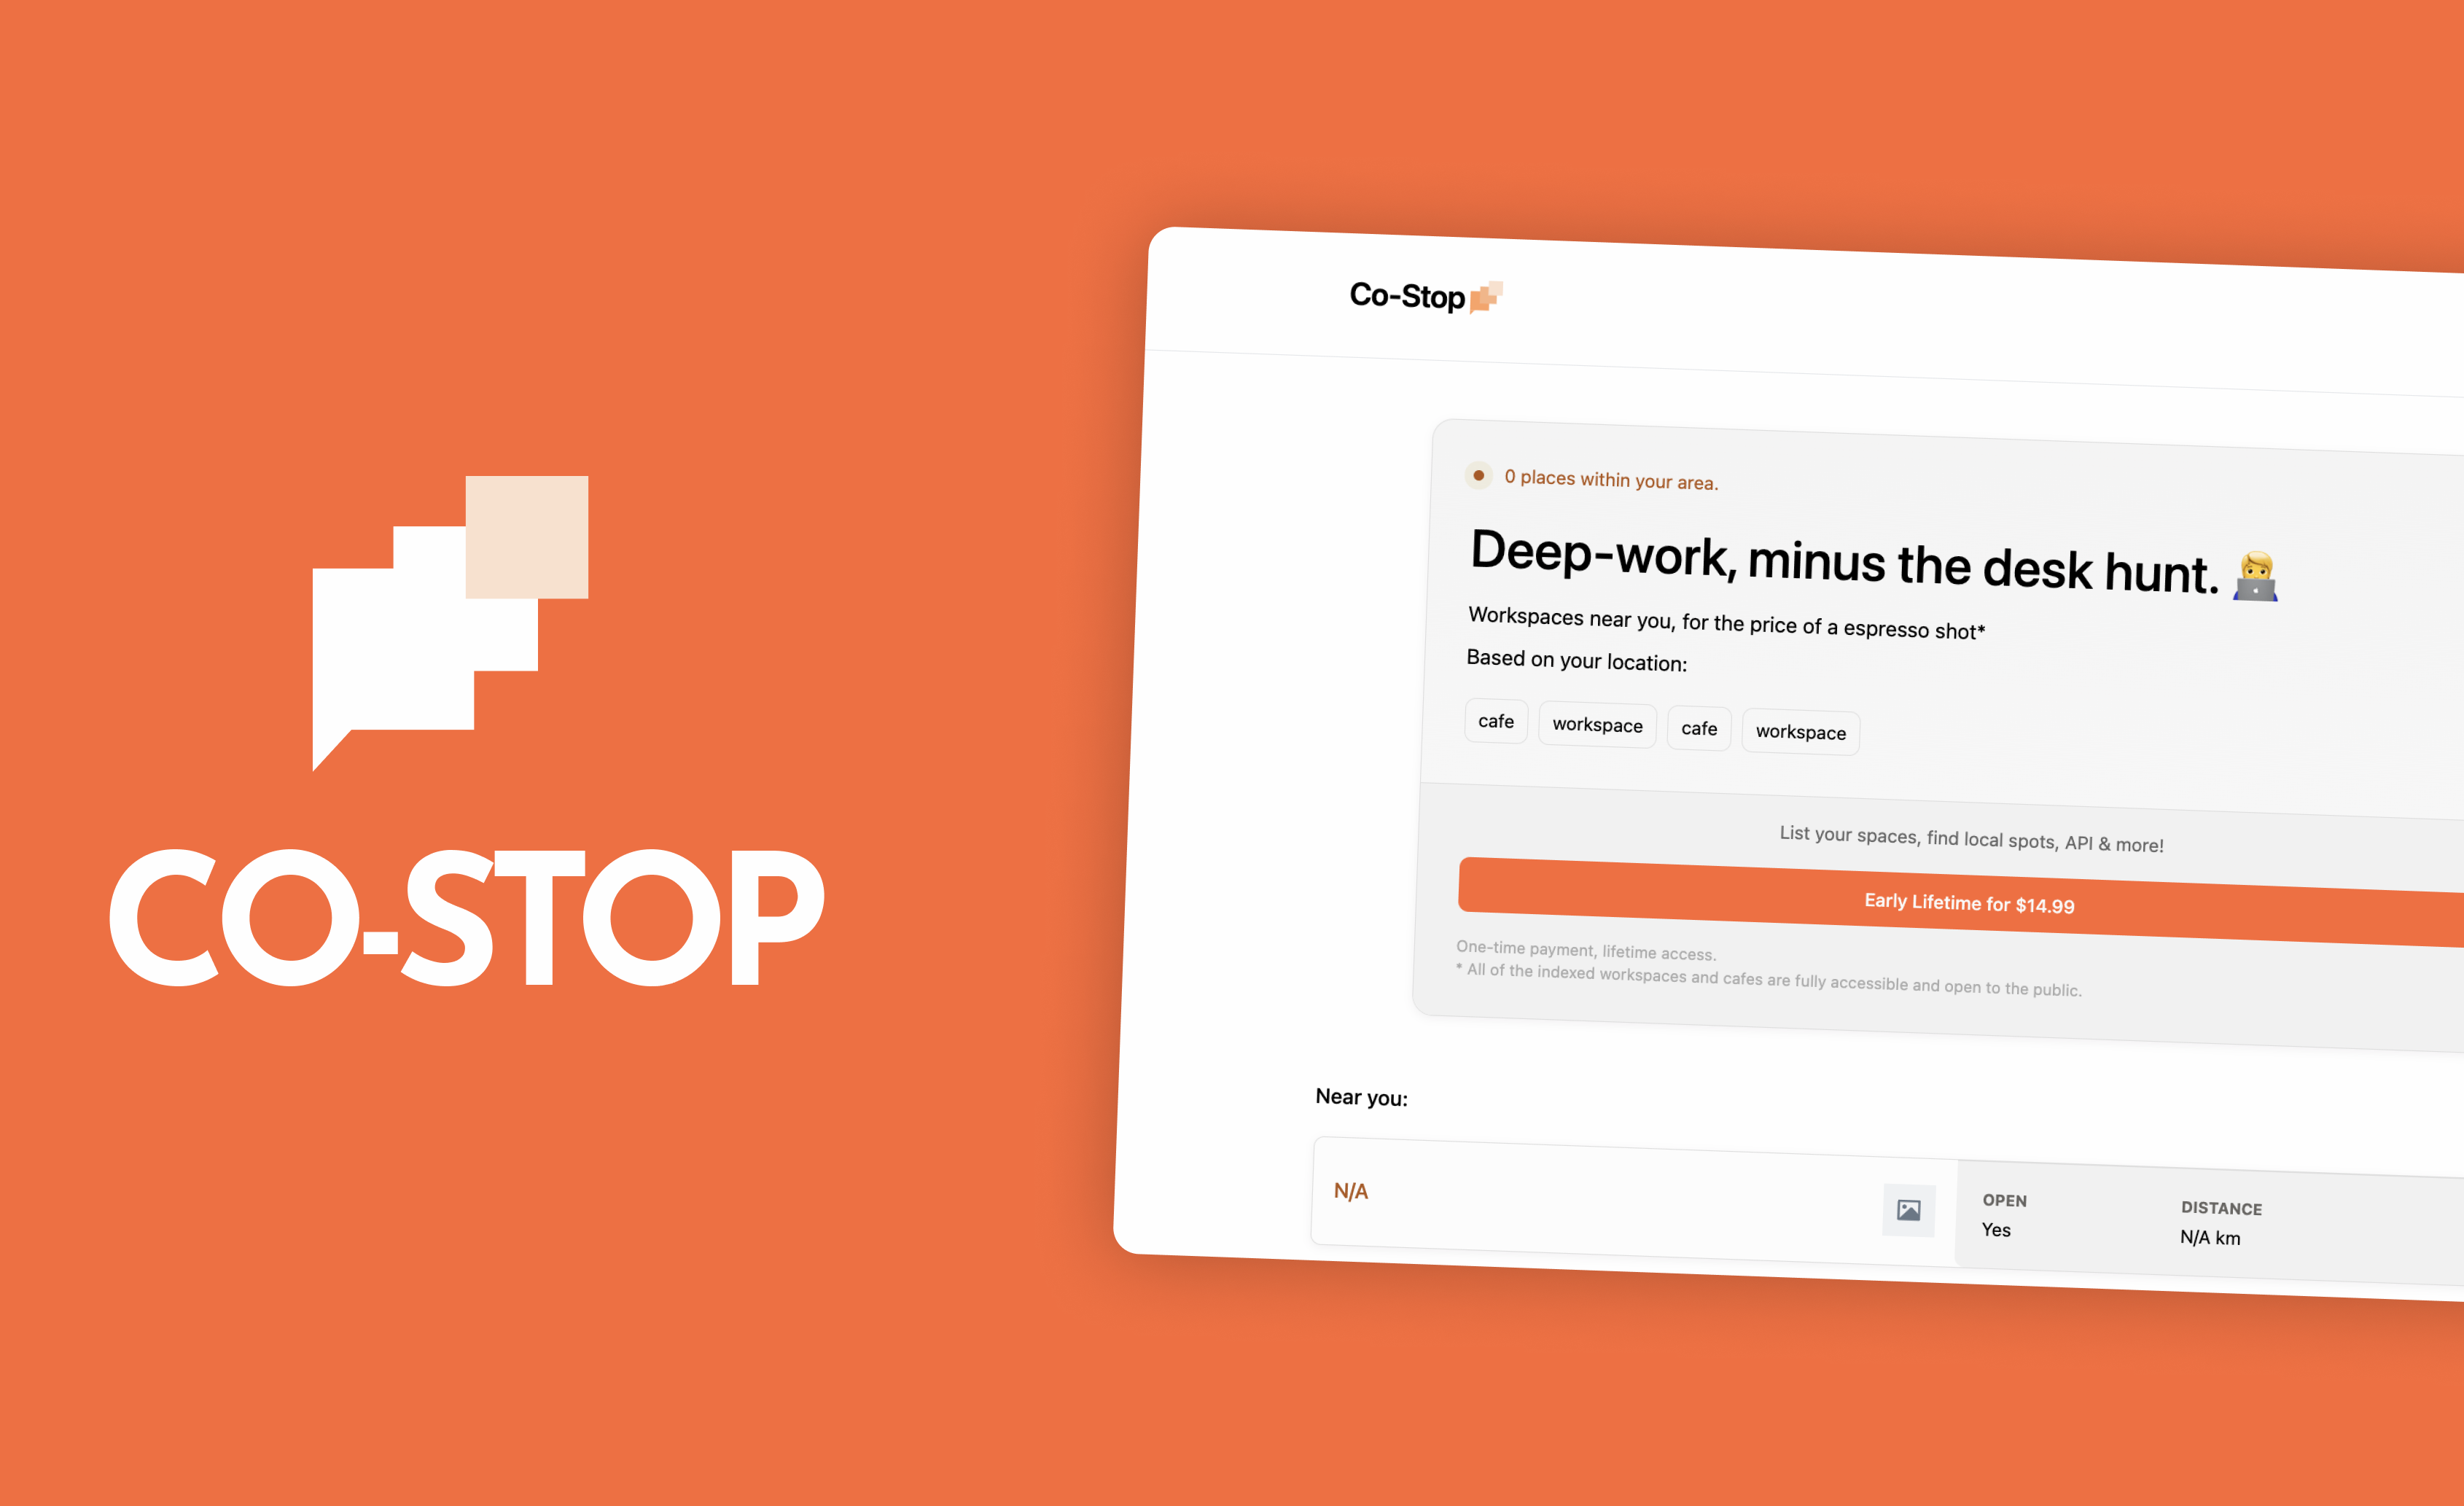 CO-STOP
Co-Stop
0 places within your area.
Deep-work, minus the desk hunt. 🧑‍💻
Workspaces near you, for the price of a espresso shot*
Based on your location:
cafe workspace cafe workspace
List your spaces, find local spots, API & more!
Early Lifetime for $14.99
One-time payment, lifetime access.
* All of the indexed workspaces and cafes are fully accessible and open to the public.
Near you:
N/A
OPEN DISTANCE
Yes N/A km